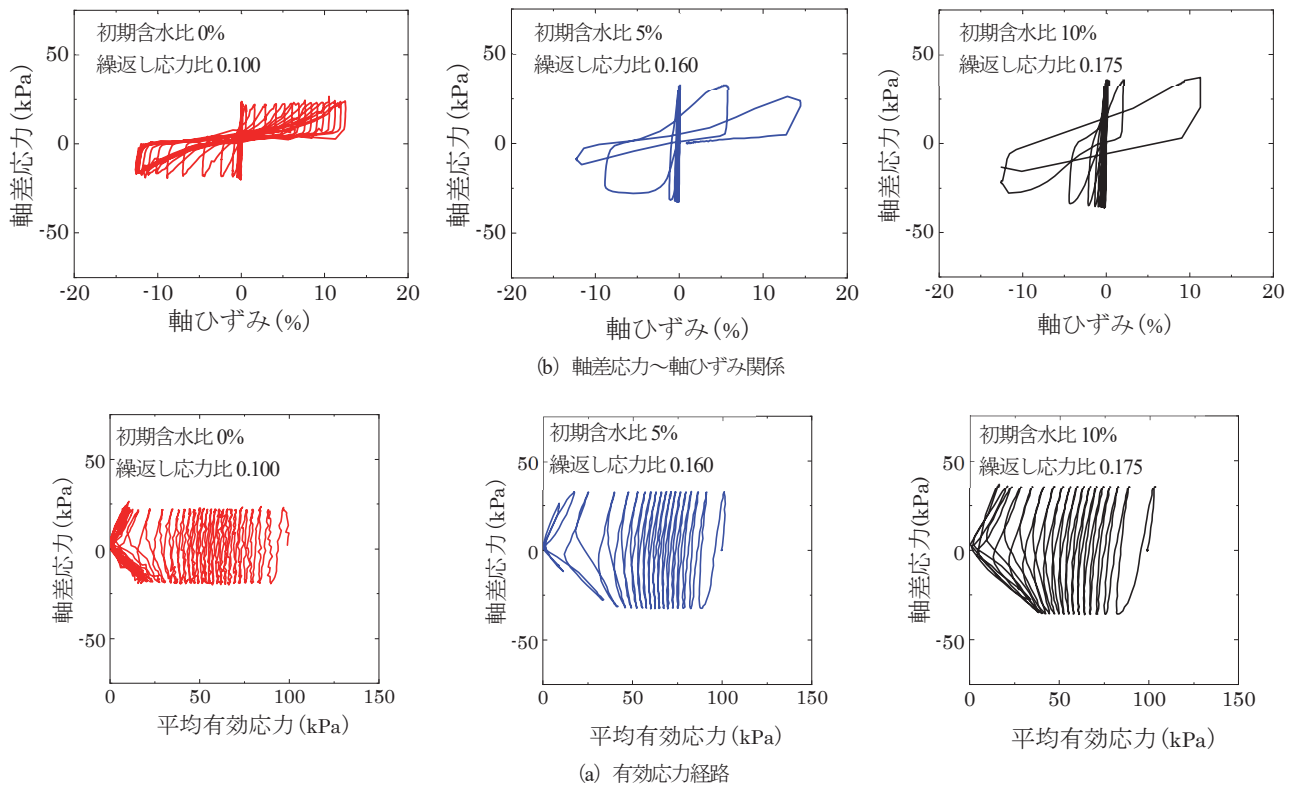 初期含水比 0%
繰返し応力比 0.100
軸差応力 (kPa)
50
0
-50
-20
-10
0
10
20
軸ひずみ (%)
初期含水比 5%
繰返し応力比 0.160
軸差応力 (kPa)
50
0
-50
-20
-10
0
10
20
軸ひずみ (%)
初期含水比 10%
繰返し応力比 0.175
軸差応力 (kPa)
50
0
-50
-20
-10
0
10
20
軸ひずみ (%)
(b) 軸差応力~軸ひずみ関係
初期含水比 0%
繰返し応力比 0.100
軸差応力 (kPa)
50
0
-50
0
50
100
150
平均有効応力 (kPa)
初期含水比 5%
繰返し応力比 0.160
軸差応力 (kPa)
50
0
-50
0
50
100
150
平均有効応力 (kPa)
初期含水比 10%
繰返し応力比 0.175
軸差応力(kPa)
50
0
-50
0
50
100
150
平均有効応力 (kPa)
(a) 有効応力経路